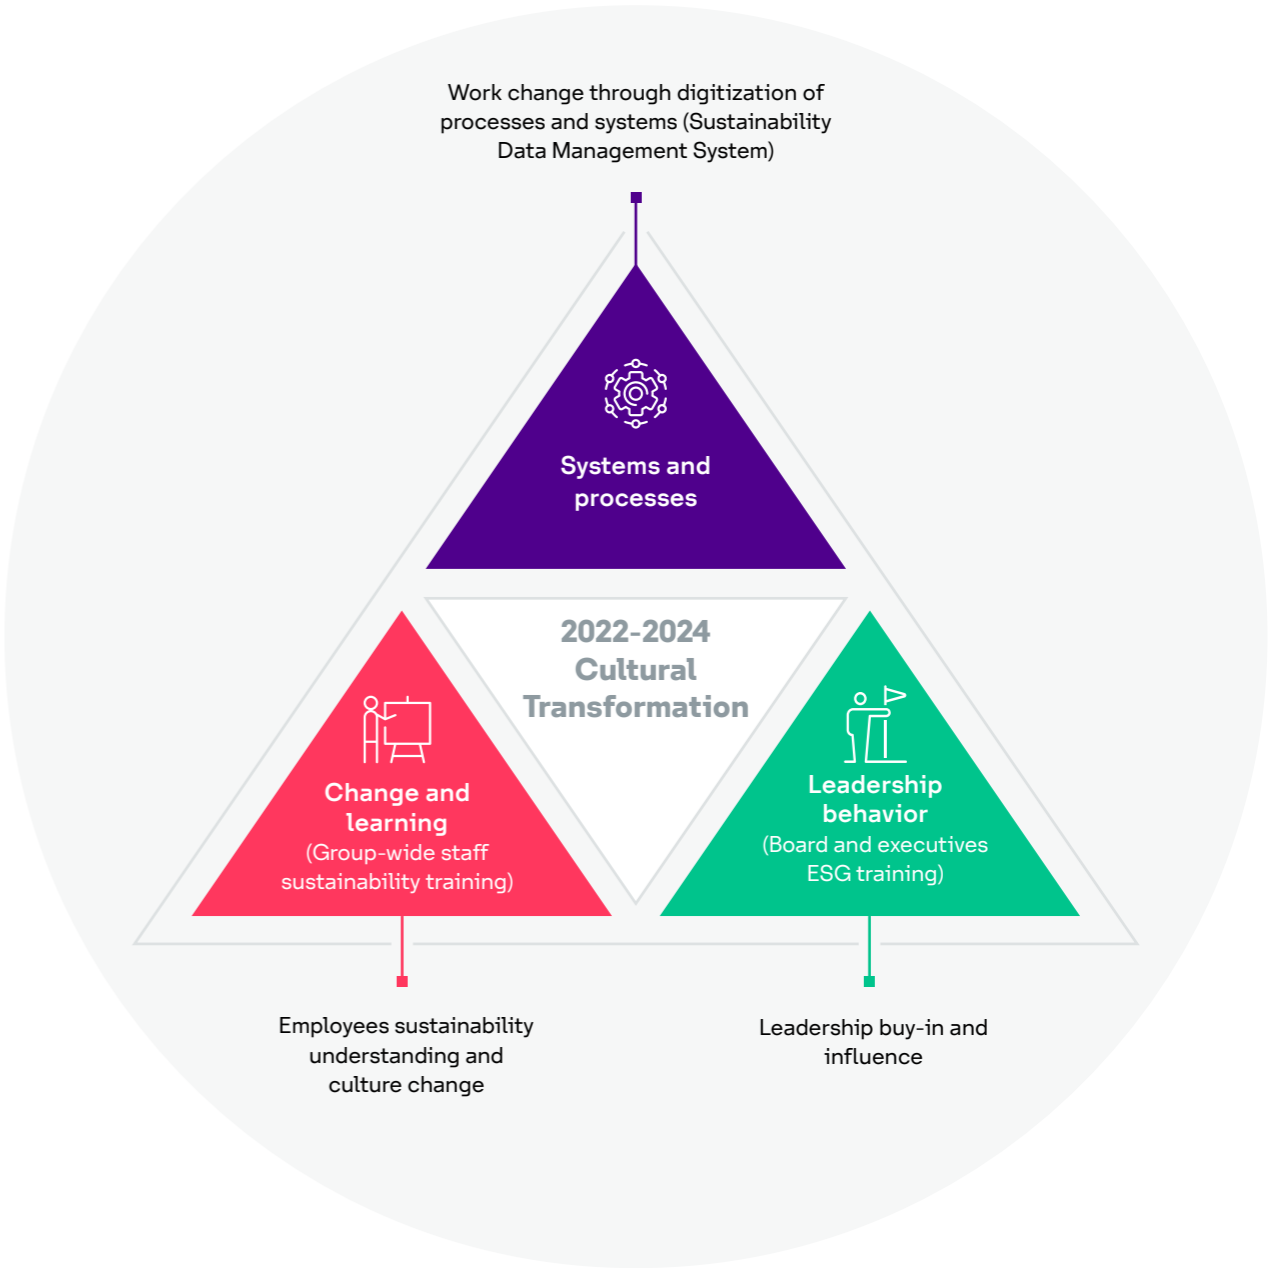 Work change through digitization of
processes and systems (Sustainability
Data Management System)
Systems and
processes
2022-2024
Cultural
Transformation
Change and
learning
(Group-wide staff
sustainability training)
Leadership
behavior
(Board and executives
ESG training)
Employees sustainability
understanding and
culture change
Leadership buy-in and
influence